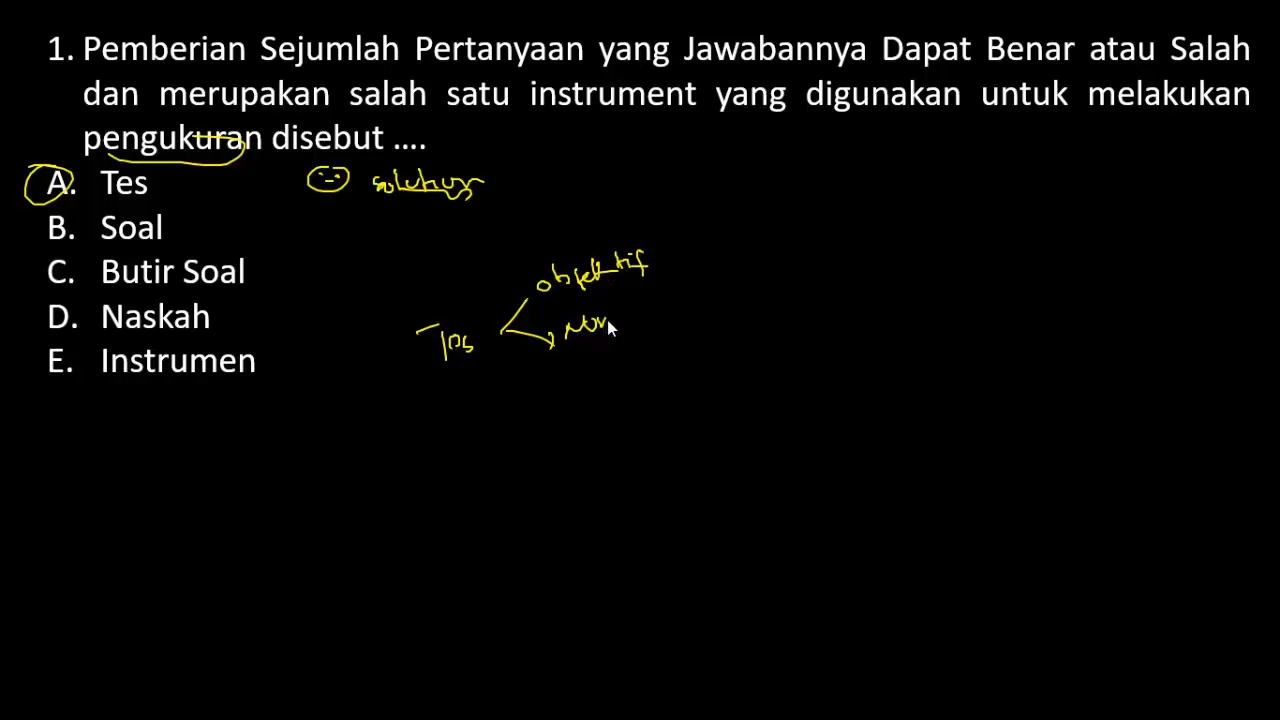 1. Pemberian Sejumlah Pertanyaan yang Jawabannya Dapat Benar atau Salah
dan merupakan salah satu instrument yang digunakan untuk melakukan
pengukuran disebut ....
A. Tes
B. Soal
C. Butir Soal
D. Naskah
E. Instrumen
objektif
Tes